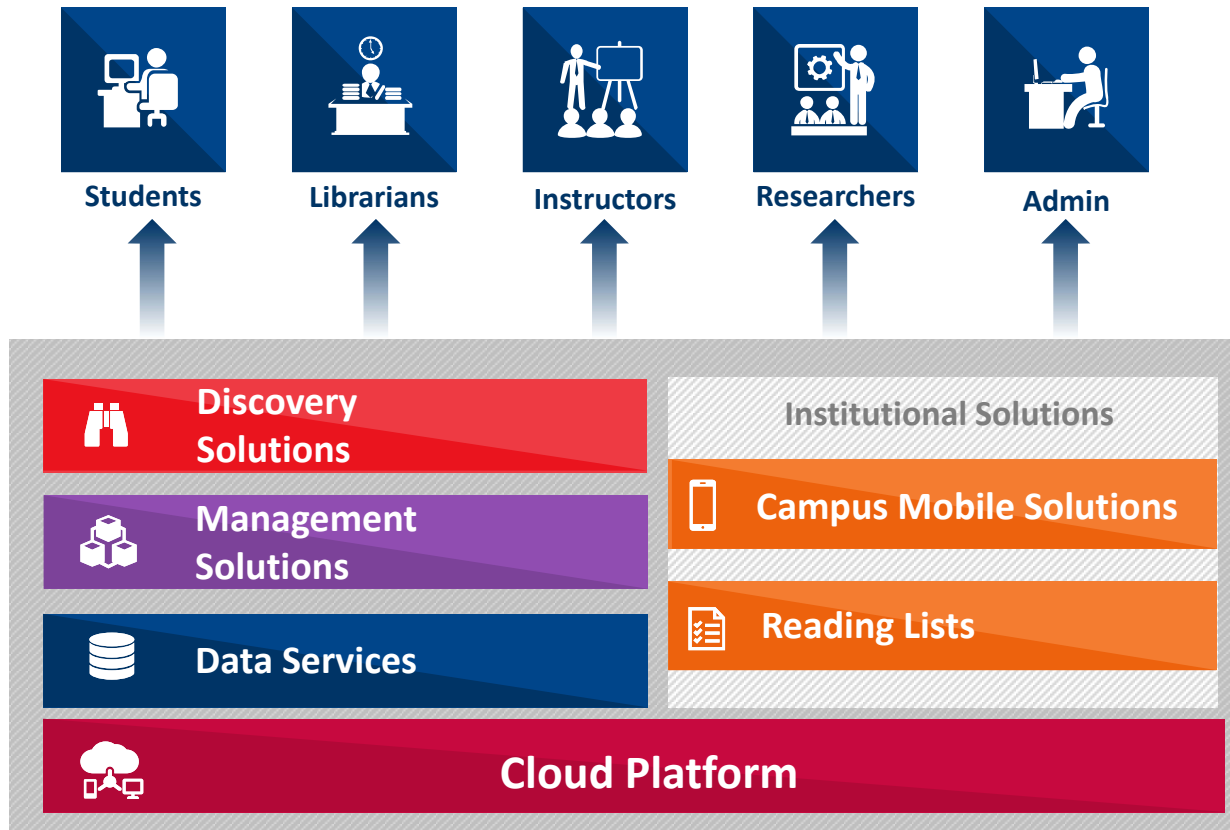 Students
Librarians
Instructors
Researchers
Admin
Discovery
Solutions
Management
Solutions
Data Services
Institutional Solutions
Campus Mobile Solutions
Reading Lists
Cloud Platform